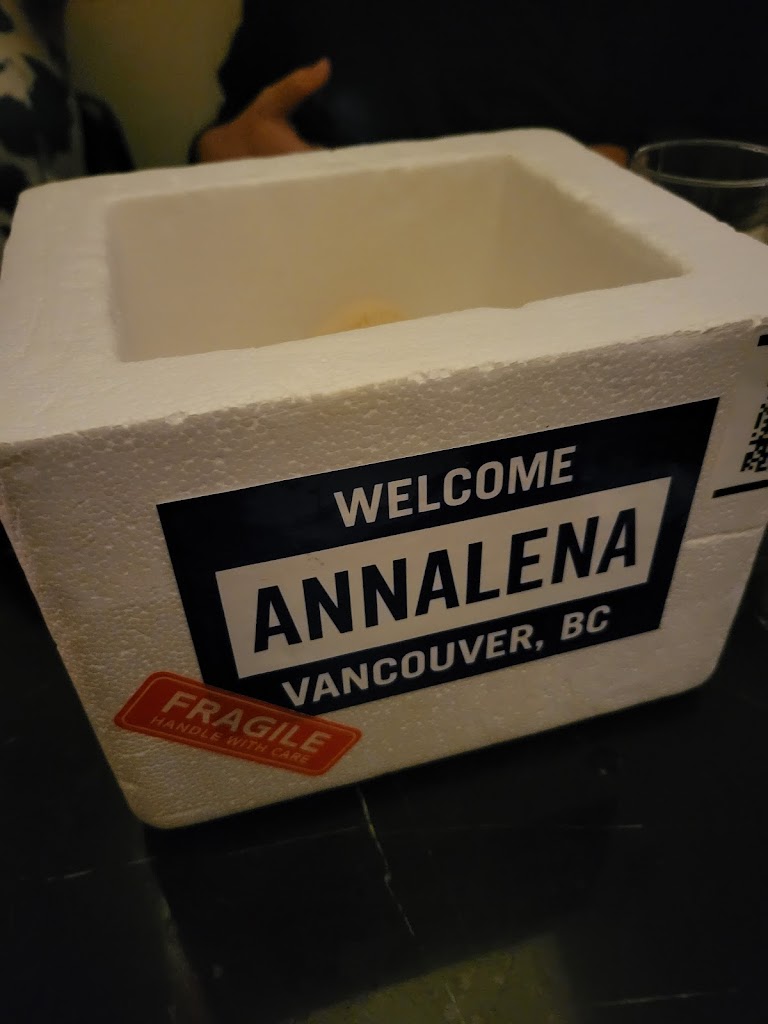 WELCOME
ANNALENA
VANCOUVER, BC
FRAGILE
HANDLE WITH CARE